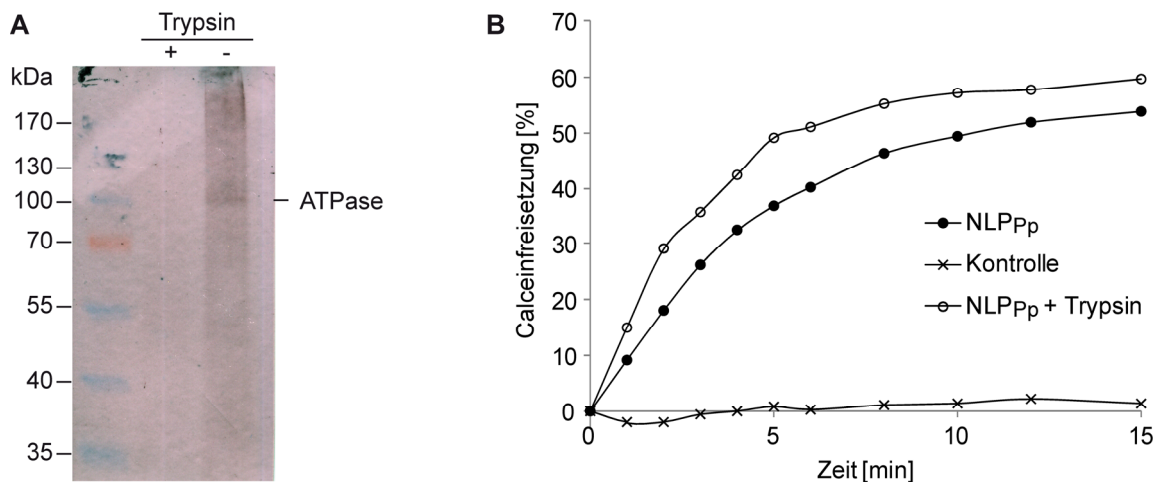 A
Trypsin
+ -
kDa
170
130
100
70
55
40
35
ATPase
B
Calceinfreisetzung [%]
70
60
50
40
30
20
10
0
0 5 10 15
Zeit [min]
NLPPp
Kontrolle
NLPPp + Trypsin